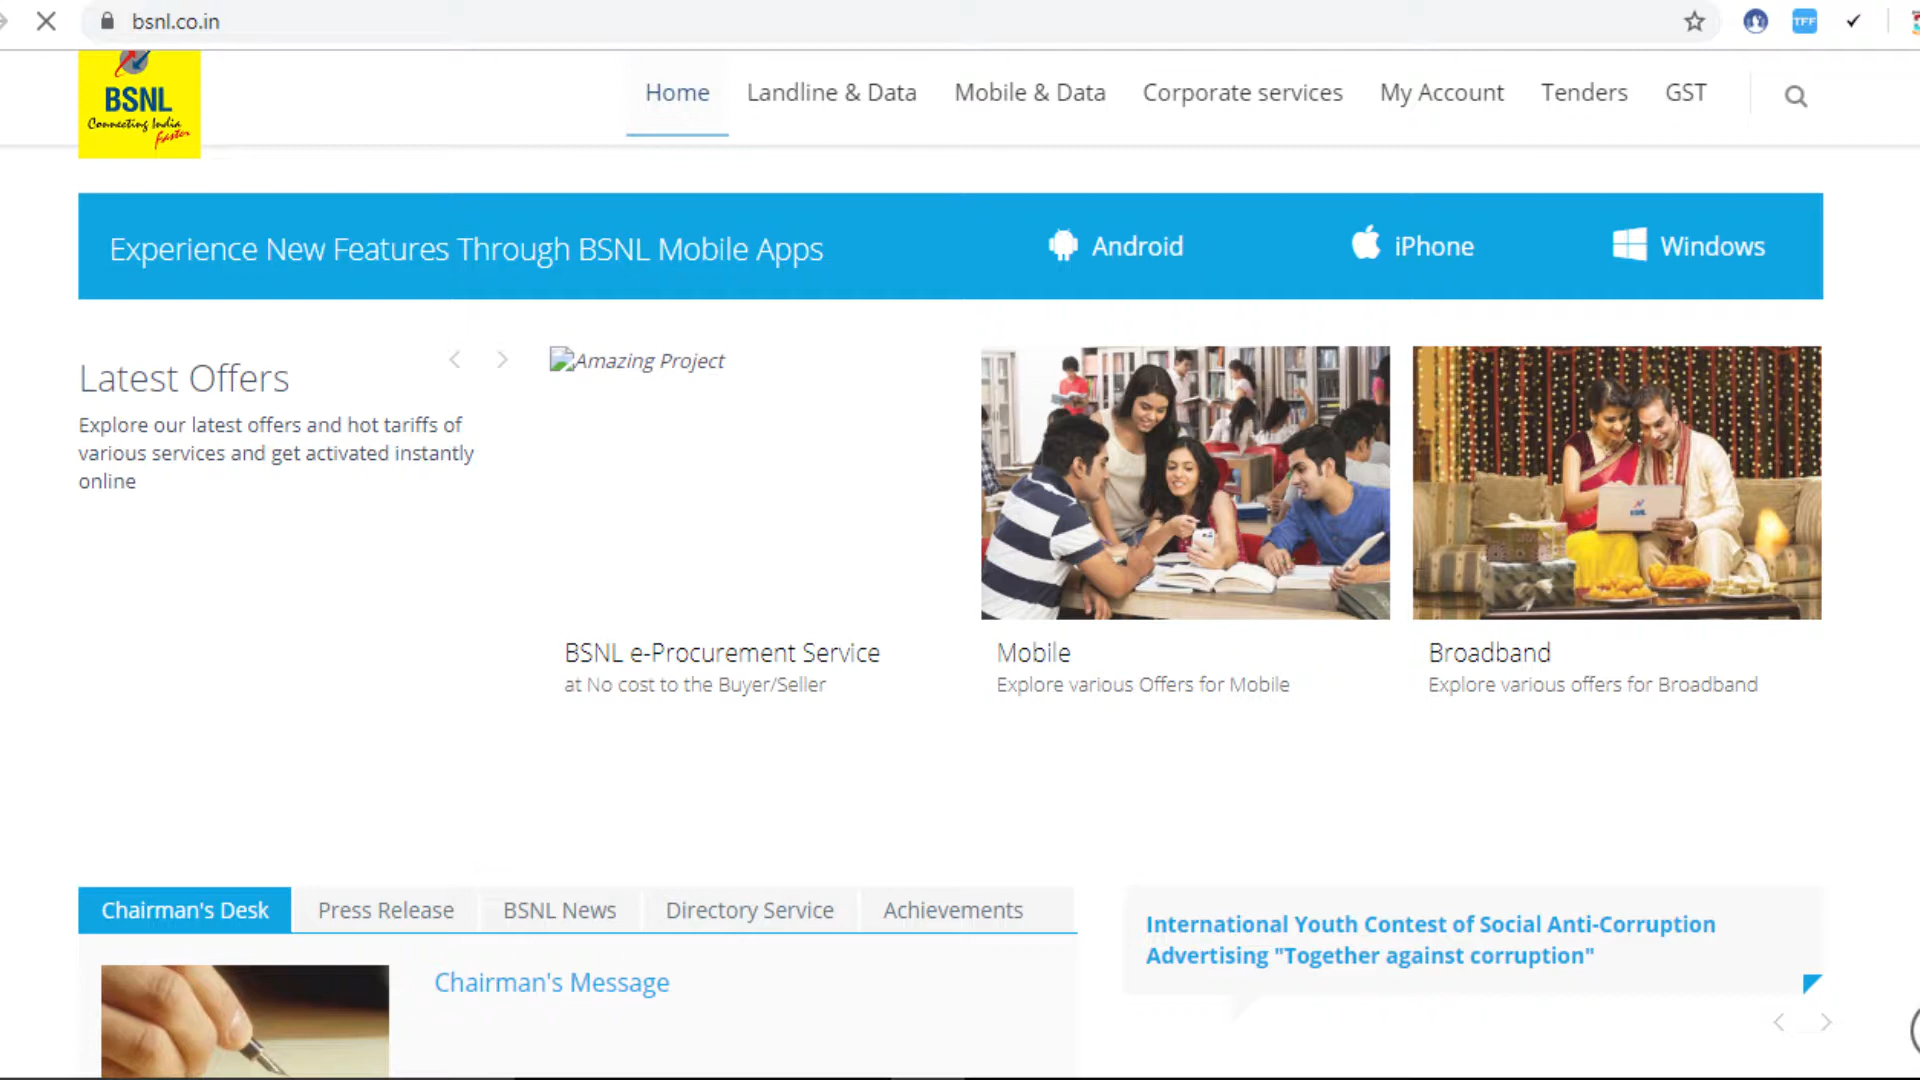 bsnl.co.in
TFF
BSNL
Connecting India
faster
Home Landline & Data Mobile & Data Corporate services My Account Tenders GST
Experience New Features Through BSNL Mobile Apps Android iPhone Windows
Latest Offers
Explore our latest offers and hot tariffs of
various services and get activated instantly
online
Amazing Project
BSNL
BSNL e-Procurement Service
at No cost to the Buyer/Seller
Mobile
Explore various Offers for Mobile
Broadband
Explore various offers for Broadband
Chairman's Desk Press Release BSNL News Directory Service Achievements
Chairman's Message
International Youth Contest of Social Anti-Corruption
Advertising "Together against corruption"